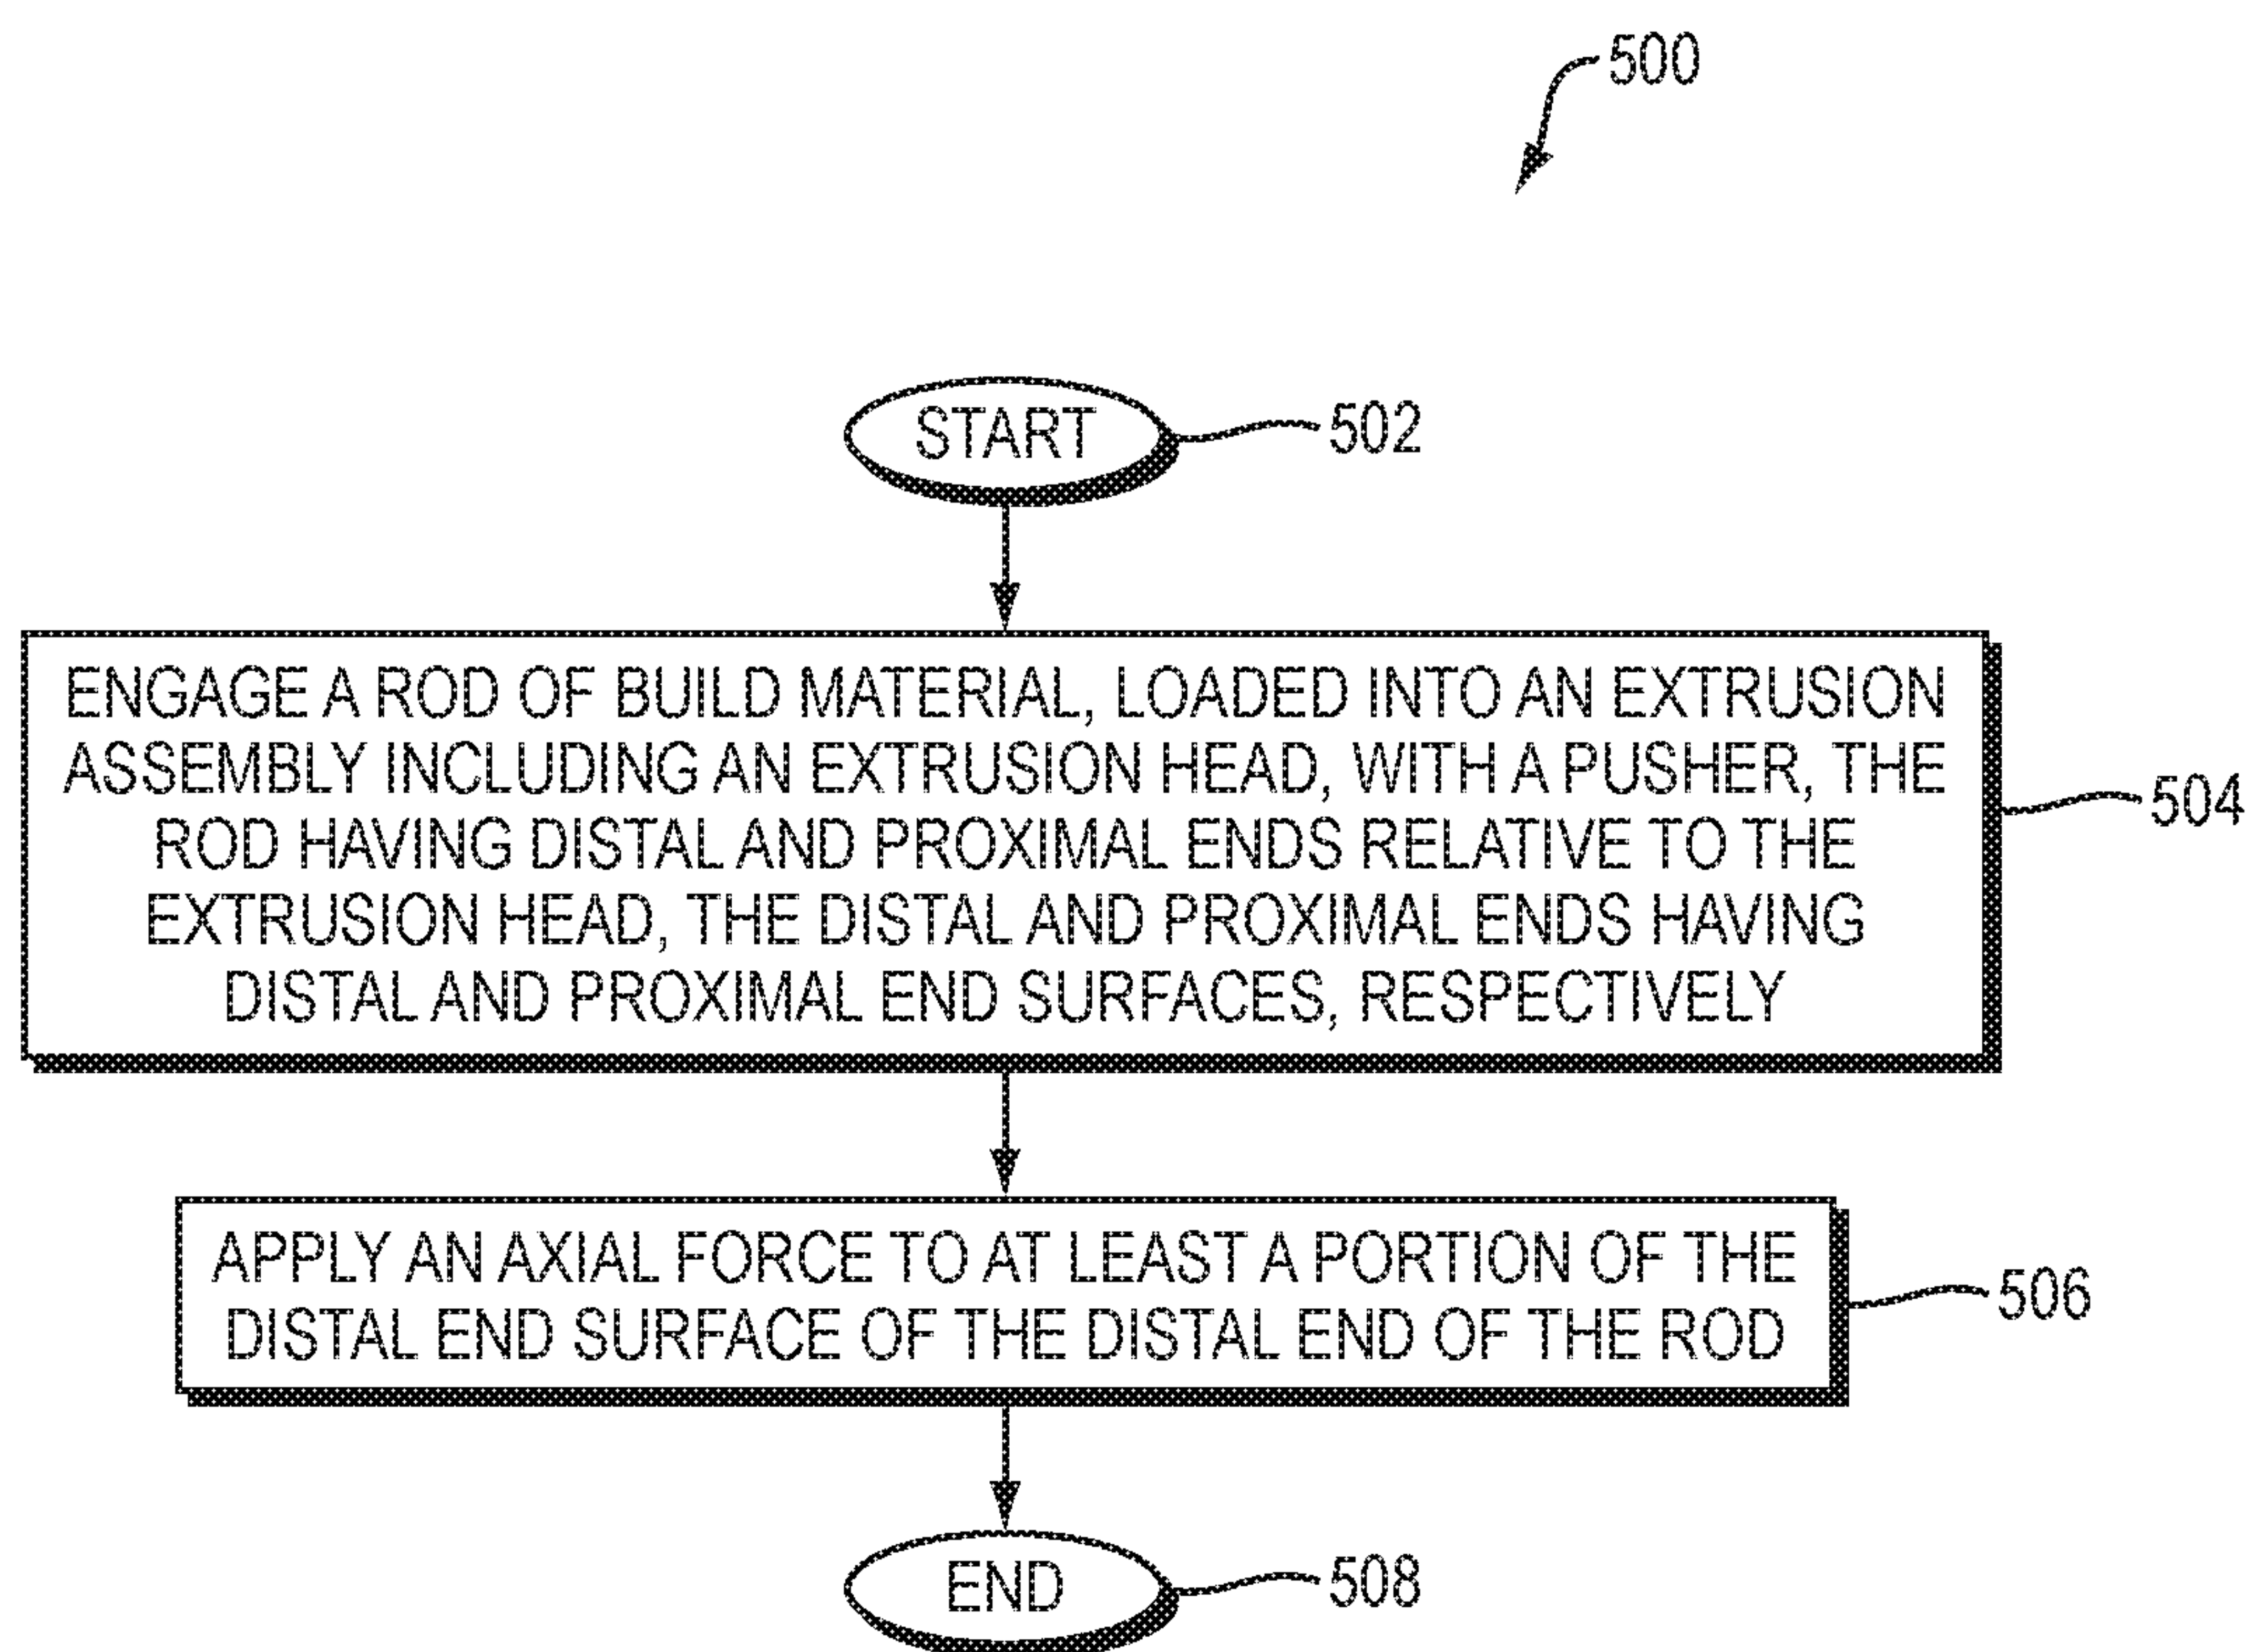 500
START
502
ENGAGE A ROD OF BUILD MATERIAL, LOADED INTO AN EXTRUSION
ASSEMBLY INCLUDING AN EXTRUSION HEAD, WITH A PUSHER, THE
ROD HAVING DISTAL AND PROXIMAL ENDS RELATIVE TO THE
EXTRUSION HEAD, THE DISTAL AND PROXIMAL ENDS HAVING
DISTAL AND PROXIMAL END SURFACES, RESPECTIVELY
504
APPLY AN AXIAL FORCE TO AT LEAST A PORTION OF THE
DISTAL END SURFACE OF THE DISTAL END OF THE ROD
506
END
508